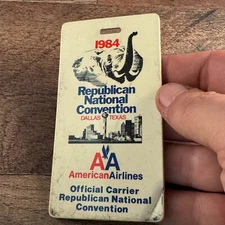 1984
Republican
National
Convention
DALLAS TEXAS
AA
AmericanAirlines
Official Carrier
Republican National
Convention